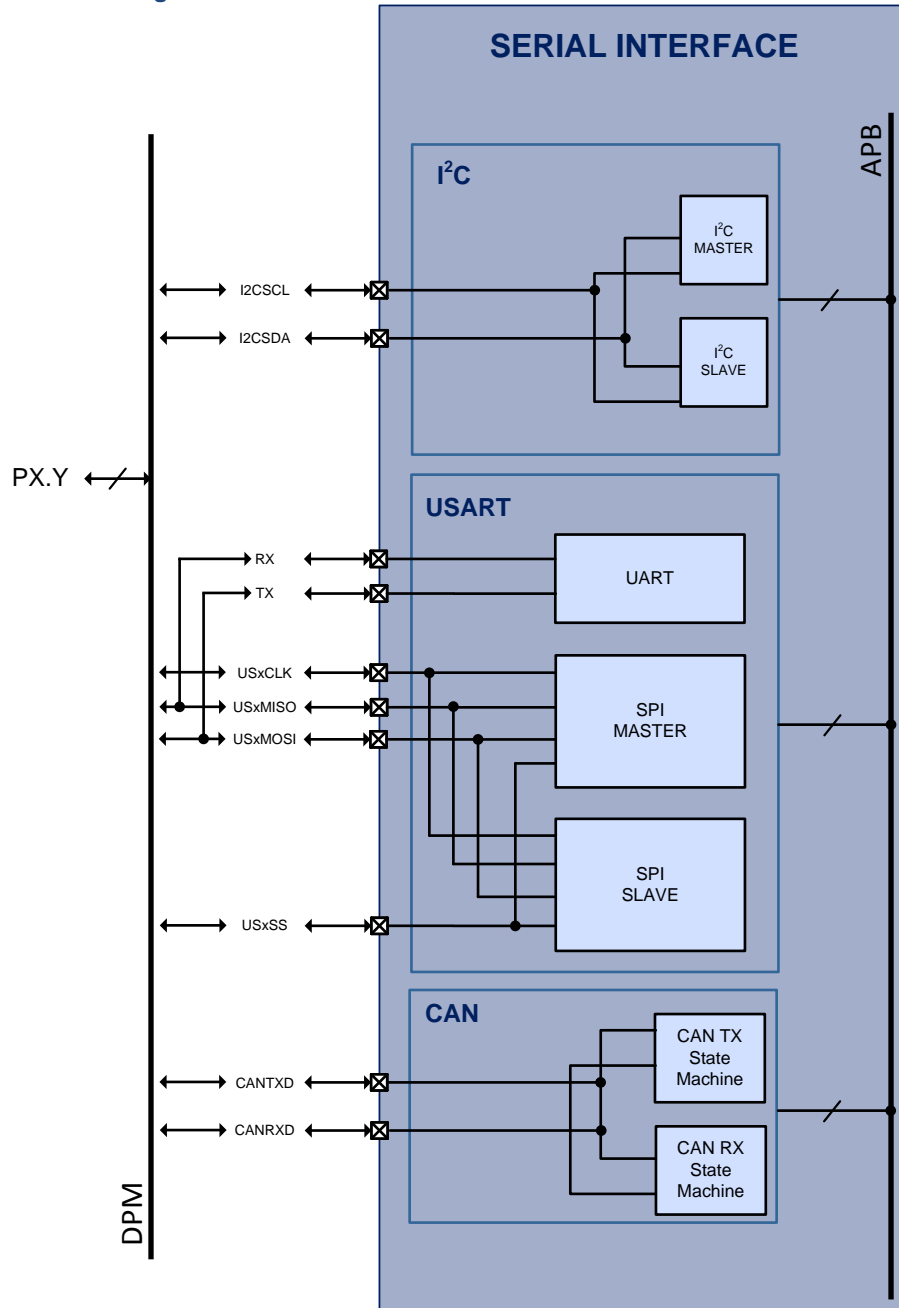 SERIAL INTERFACE
APB
I²C
I²C
MASTER
I2CSCL
I2CSDA
I²C
SLAVE
PX.Y
USART
RX
TX
UART
USxCLK
USxMISO
USxMOSI
SPI
MASTER
SPI
SLAVE
USxSS
CAN
CAN TX
State
Machine
CANTXD
CANRXD
CAN RX
State
Machine
DPM